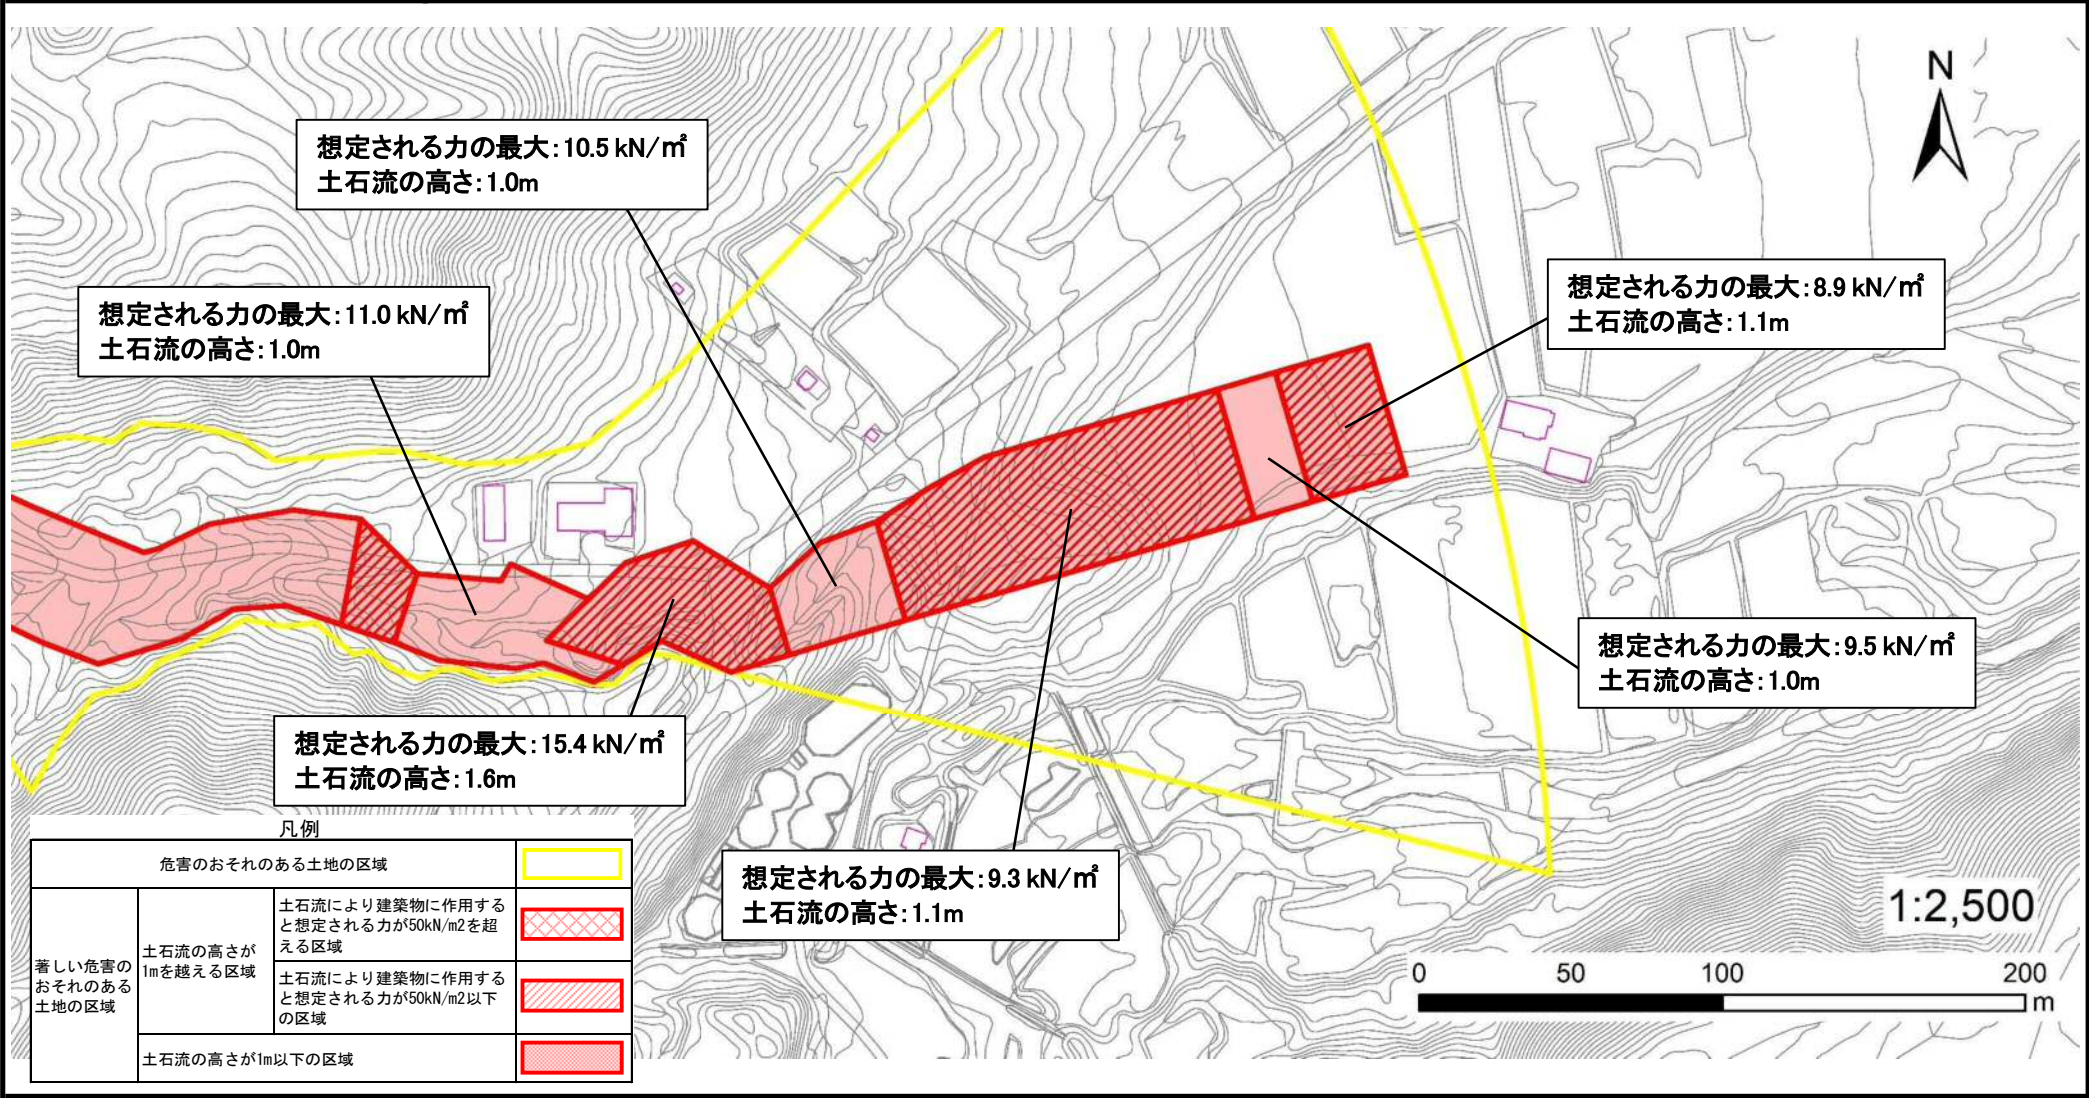 N
想定される力の最大:10.5 kN/㎡
土石流の高さ:1.0m
想定される力の最大:8.9 kN/㎡
土石流の高さ:1.1m
想定される力の最大:11.0 kN/㎡
土石流の高さ:1.0m
想定される力の最大:9.5 kN/㎡
土石流の高さ:1.0m
想定される力の最大:15.4 kN/㎡
土石流の高さ:1.6m
想定される力の最大:9.3 kN/㎡
土石流の高さ:1.1m
1:2,500
0 50 100 200
m
凡例
危害のおそれのある土地の区域
著しい危害の
おそれのある
土地の区域
土石流の高さが
1mを越える区域
土石流により建築物に作用する
と想定される力が50kN/m2を超
える区域
土石流により建築物に作用する
と想定される力が50kN/m2以下
の区域
土石流の高さが1m以下の区域